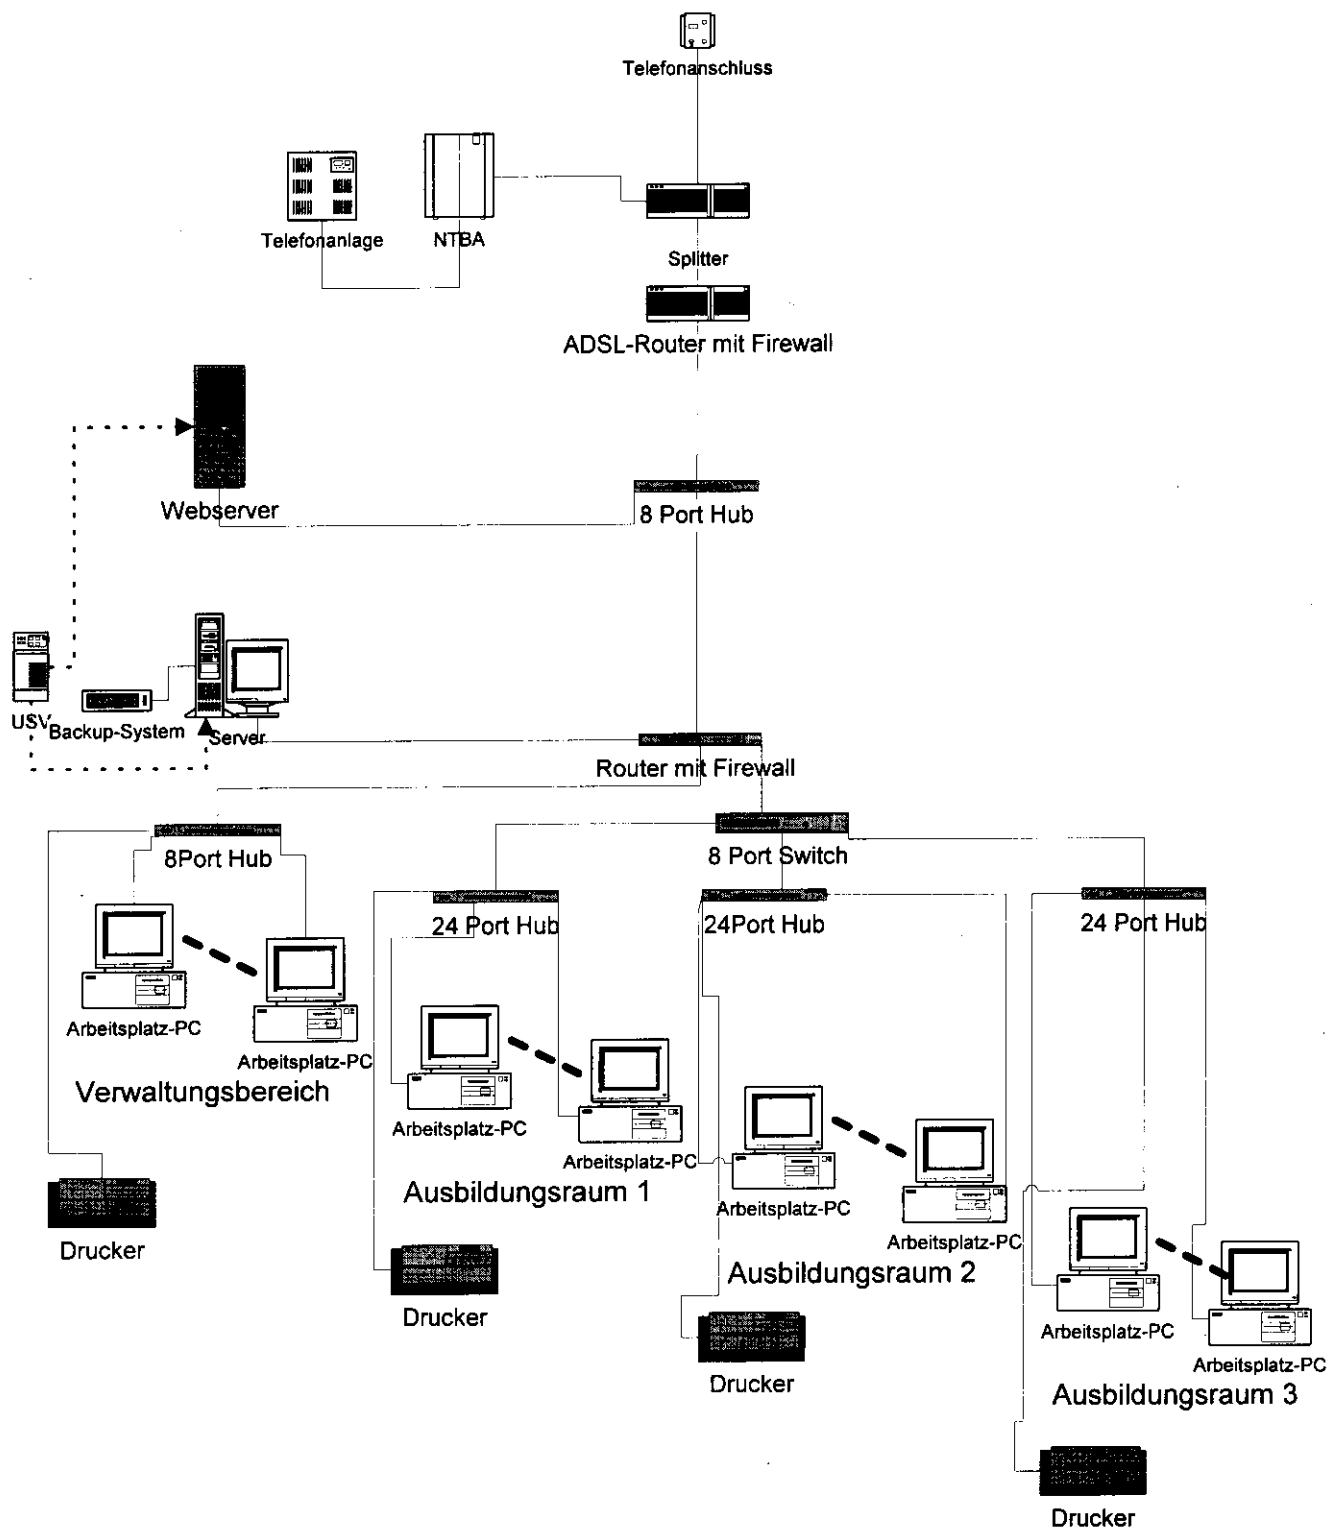 Telefonanschluss
Telefonanlage
NTBA
Splitter
ADSL-Router mit Firewall
Webserver
8 Port Hub
USV
Backup-System
Server
Router mit Firewall
8Port Hub
8 Port Switch
24 Port Hub
24Port Hub
24 Port Hub
Arbeitsplatz-PC
Arbeitsplatz-PC
Verwaltungsbereich
Arbeitsplatz-PC
Arbeitsplatz-PC
Ausbildungsraum 1
Arbeitsplatz-PC
Arbeitsplatz-PC
Drucker
Ausbildungsraum 2
Drucker
Arbeitsplatz-PC
Arbeitsplatz-PC
Drucker
Ausbildungsraum 3
Drucker